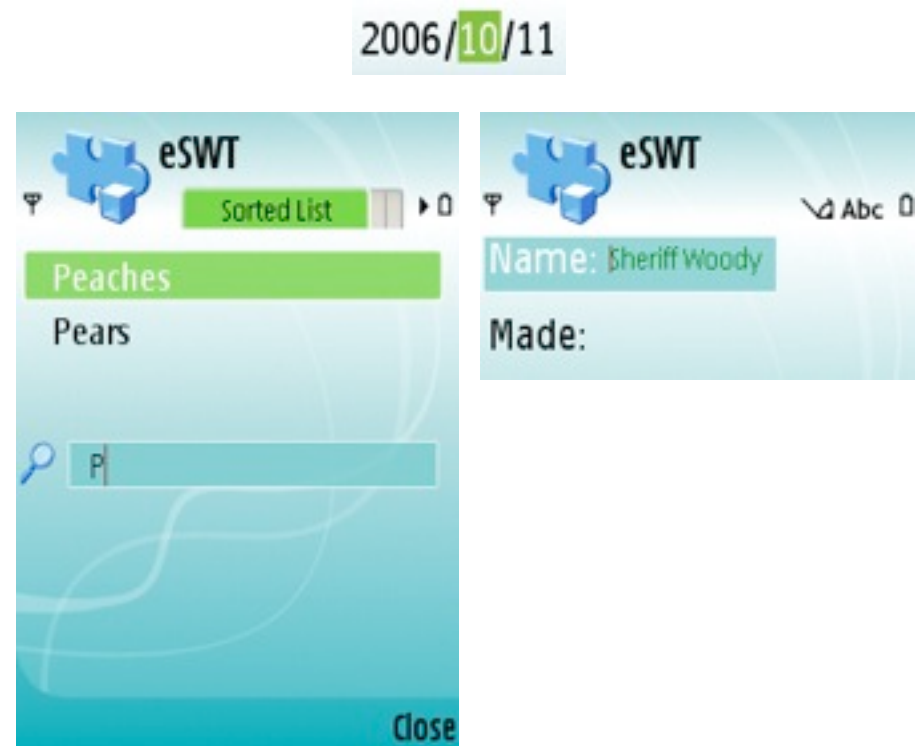 2006/10/11
eSWT
Sorted List
Peaches
Pears
P
Close
eSWT
Abc
Name: Sheriff Woody
Made: